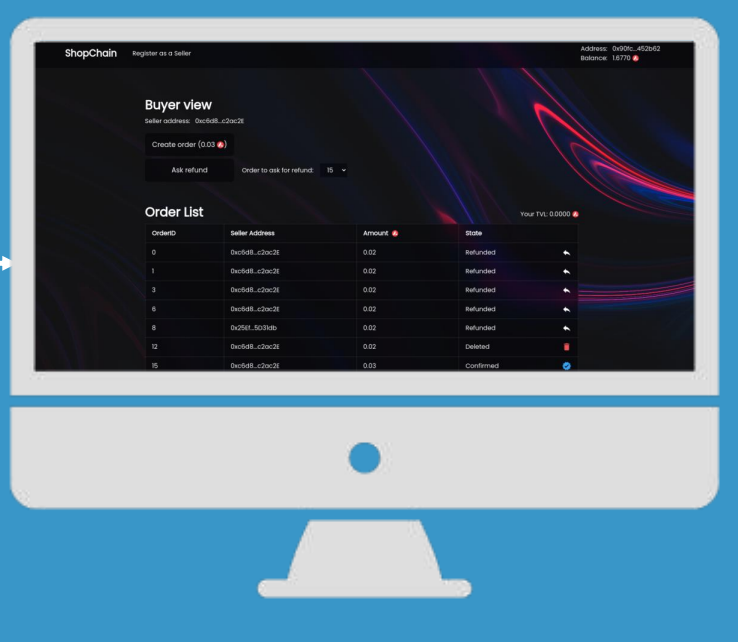 ShopChain Register as a Seller
Address: 0x90fc...452b62
Balance: 1.6770
Buyer view
Seller address: 0xc6d8...c2ac2E
Create order (0.03 )
Ask refund Order to ask for refund: 15
Order List Your TVL: 0.0000
OrderID Seller Address Amount State
0 0xc6d8...c2ac2E 0.02 Refunded
1 0xc6d8...c2ac2E 0.02 Refunded
3 0xc6d8...c2ac2E 0.02 Refunded
6 0xc6d8...c2ac2E 0.02 Refunded
8 0x25Ef...5D31db 0.02 Refunded
12 0xc6d8...c2ac2E 0.02 Deleted
15 0xc6d8...c2ac2E 0.03 Confirmed